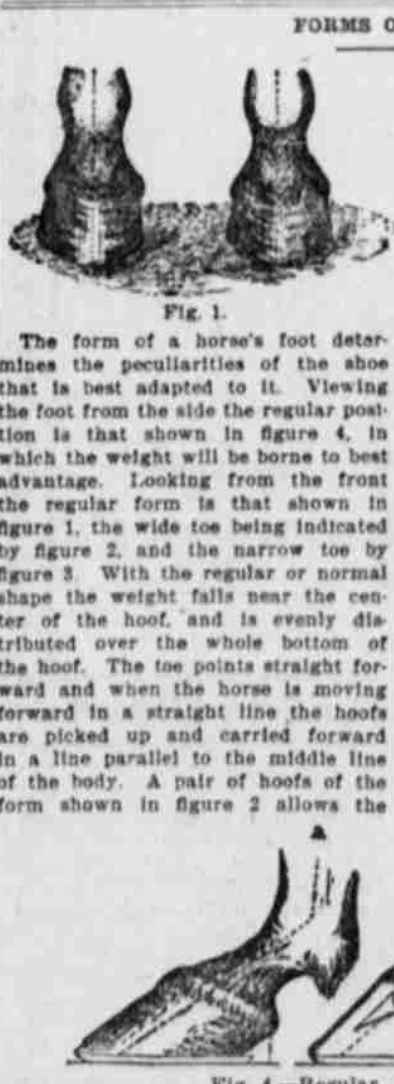 FORMS O
Fig. 1.
The form of a horse's foot deter-
mines the peculiarities of the shoe
that is best adapted to it. Viewing
the foot from the side the regular posi-
tion is that shown in figure 4, in
which the weight will be borne to best
advantage. Looking from the front
the regular form is that shown in
figure 1, the wide toe being indicated
by figure 2, and the narrow toe by
figure 3. With the regular or normal
shape the weight falls near the cen-
ter of the hoof, and is evenly dis-
tributed over the whole bottom of
the hoof. The toe points straight for-
ward and when the horse is moving
forward in a straight line the hoofs
are picked up and carried forward
in a line parallel to the middle line
of the body. A pair of hoofs of the
form shown in figure 2 allows the
A
Fig. 4. Regular